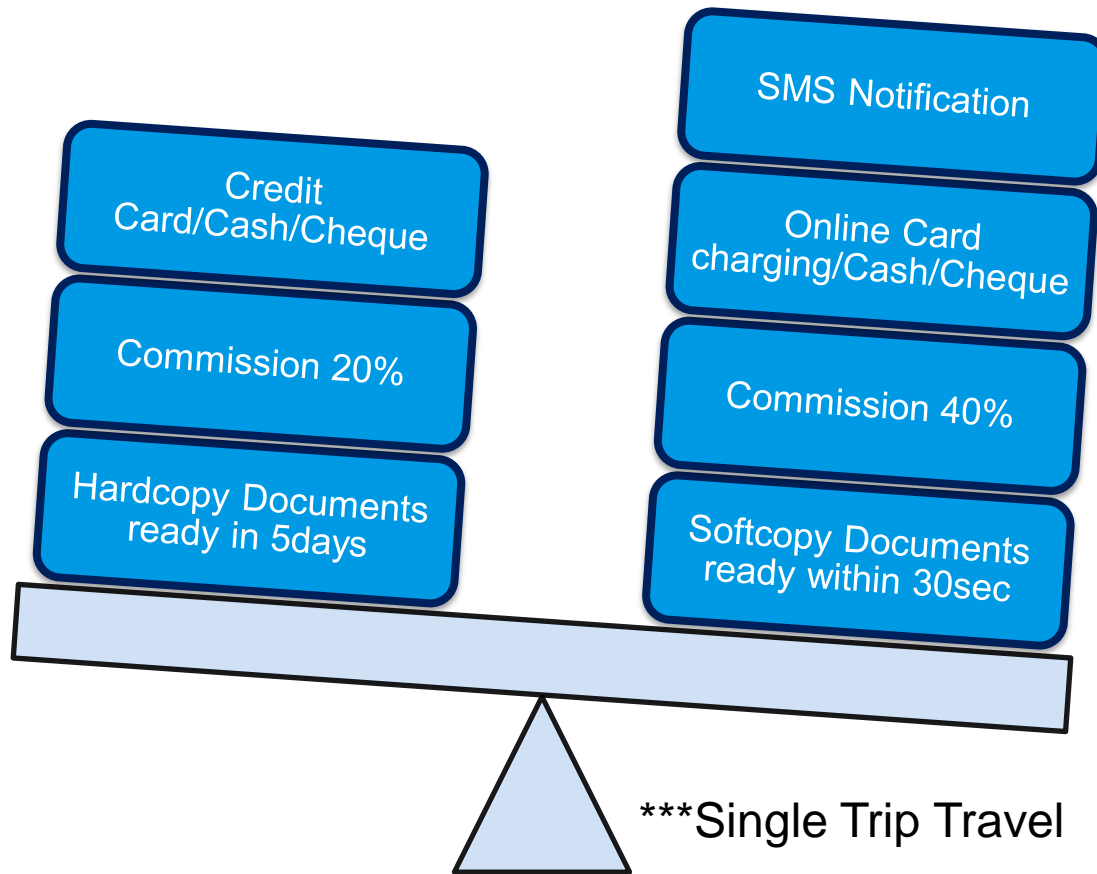 Credit
Card/Cash/Cheque
Commission 20%
Hardcopy Documents
ready in 5days
SMS Notification
Online Card
charging/Cash/Cheque
Commission 40%
Softcopy Documents
ready within 30sec
***Single Trip Travel